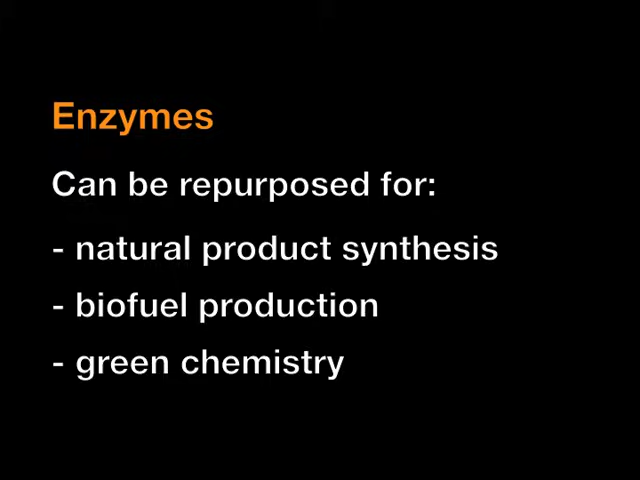 Enzymes
Can be repurposed for:
- natural product synthesis
- biofuel production
- green chemistry